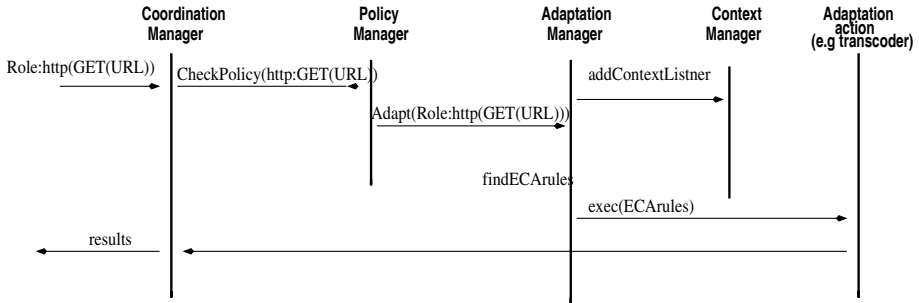 Coordination
Manager
Policy
Manager
Adaptation
Manager
Context
Manager
Adaptation
action
(e.g transcoder)
Role:http(GET(URL))
CheckPolicy(http:GET(URL))
addContextListner
Adapt(Role:http(GET(URL)))
findECArules
exec(ECArules)
results